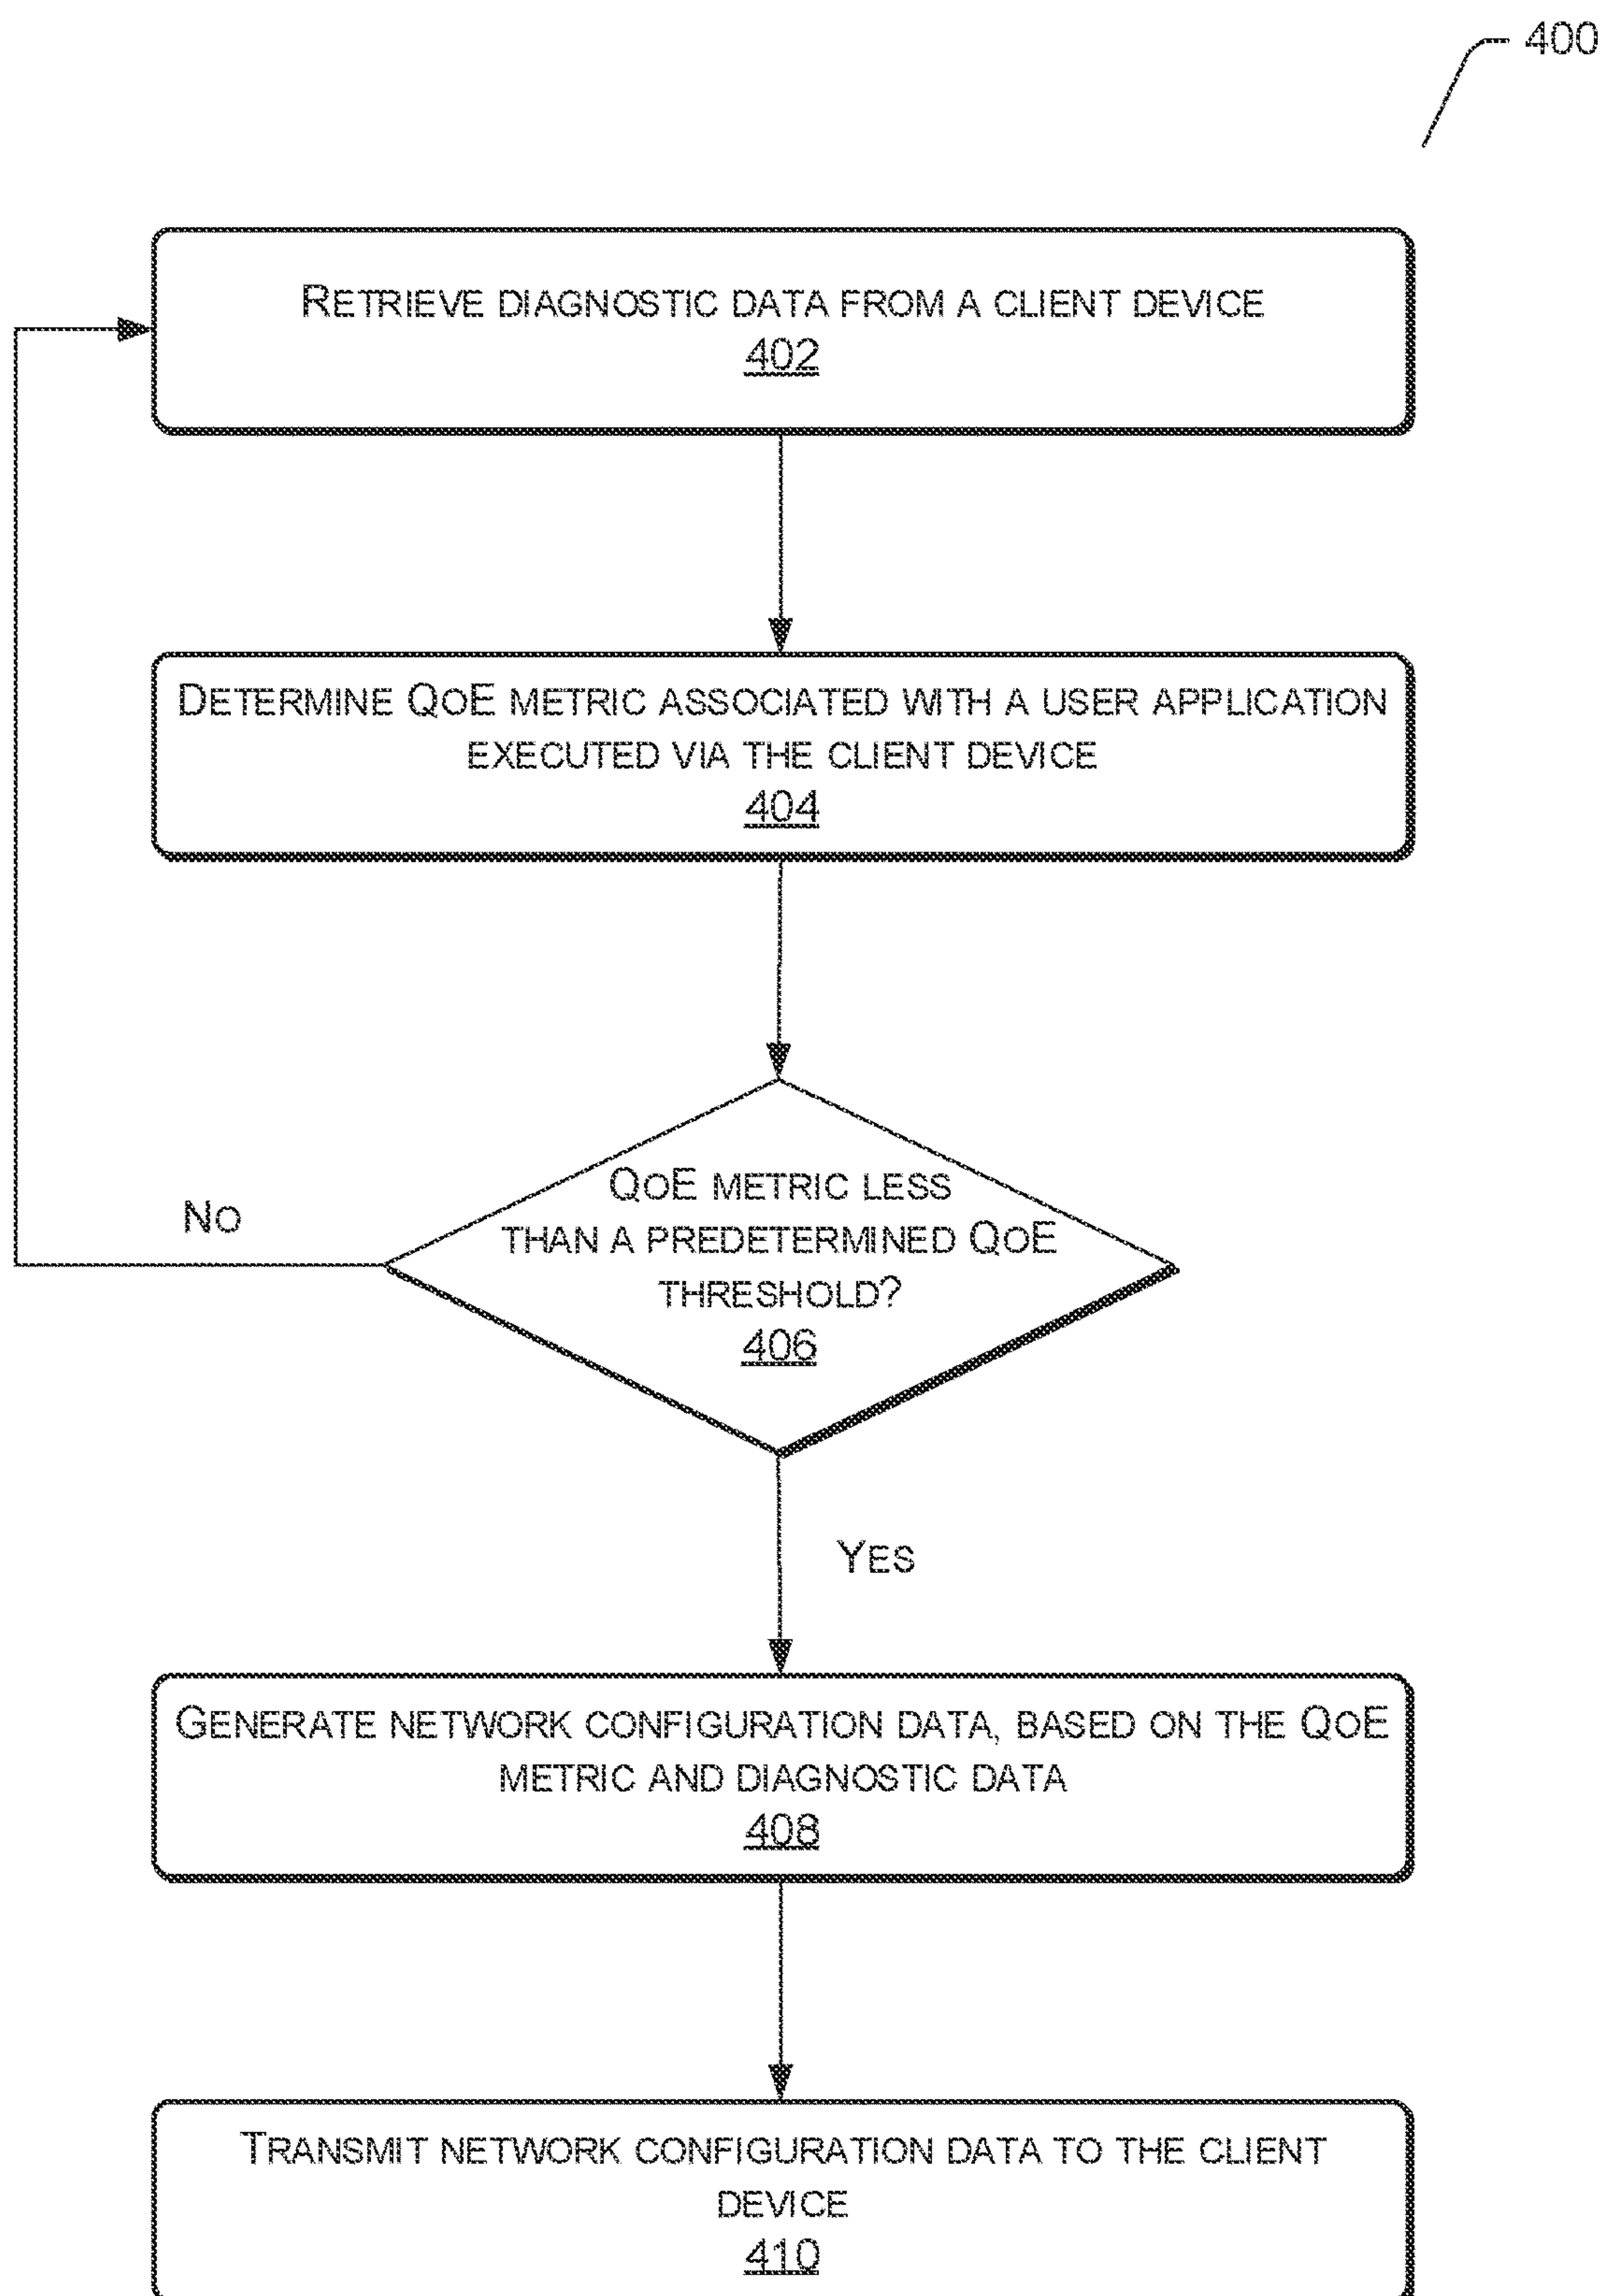 400
RETRIEVE DIAGNOSTIC DATA FROM A CLIENT DEVICE
402
DETERMINE QOE METRIC ASSOCIATED WITH A USER APPLICATION
EXECUTED VIA THE CLIENT DEVICE
404
QOE METRIC LESS
THAN A PREDETERMINED QOE
THRESHOLD?
406
NO
YES
GENERATE NETWORK CONFIGURATION DATA, BASED ON THE QOE
METRIC AND DIAGNOSTIC DATA
408
TRANSMIT NETWORK CONFIGURATION DATA TO THE CLIENT
DEVICE
410